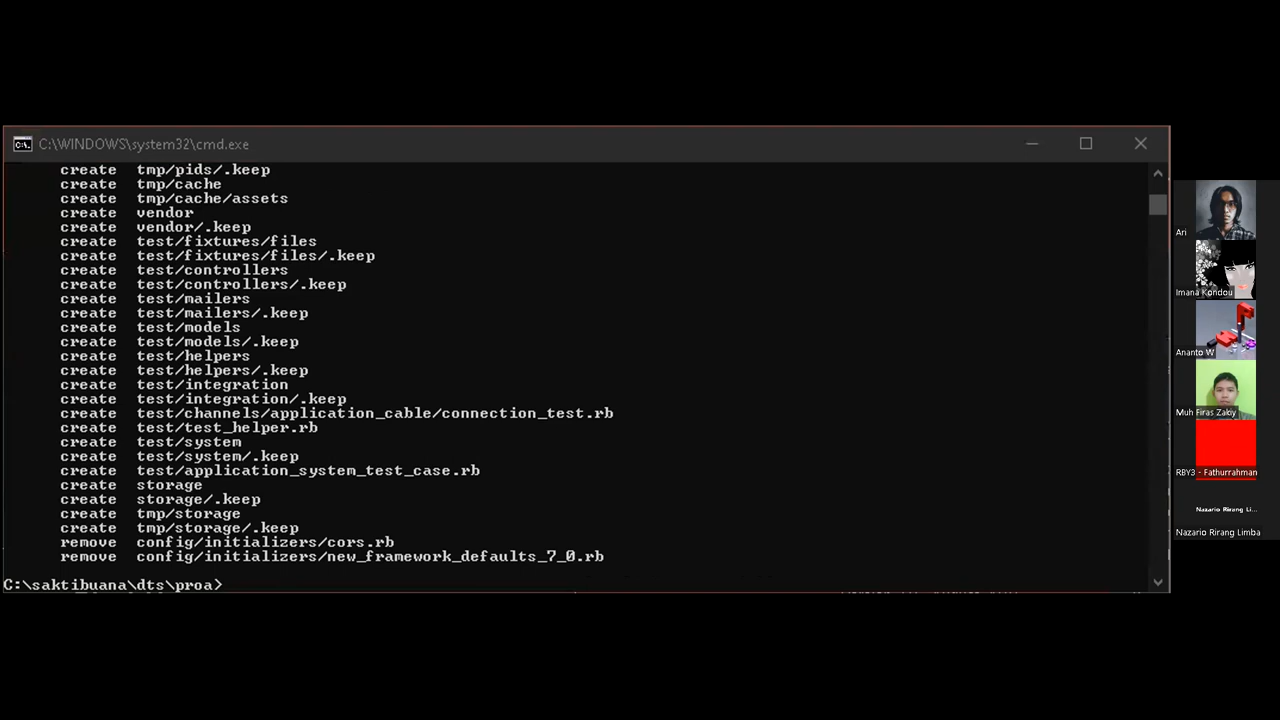 C:\WINDOWS\system32\cmd.exe
create tmp/pids/.keep
create tmp/cache
create tmp/cache/assets
create vendor
create vendor/.keep
create test/fixtures/files
create test/fixtures/files/.keep
create test/controllers
create test/controllers/.keep
create test/mailers
create test/mailers/.keep
create test/models
create test/models/.keep
create test/helpers
create test/helpers/.keep
create test/integration
create test/integration/.keep
create test/channels/application_cable/connection_test.rb
create test/test_helper.rb
create test/system
create test/system/.keep
create test/application_system_test_case.rb
create storage
create storage/.keep
create tmp/storage
create tmp/storage/.keep
remove config/initializers/cors.rb
remove config/initializers/new_framework_defaults_7_0.rb
C:\saktibuana\dts\proa>
Ari
Imana Kondou
Ananto W
Muh Firas Zakiy
RBY3 - Fathurrahman
Nazario Rirang Li...
Nazario Rirang Limba